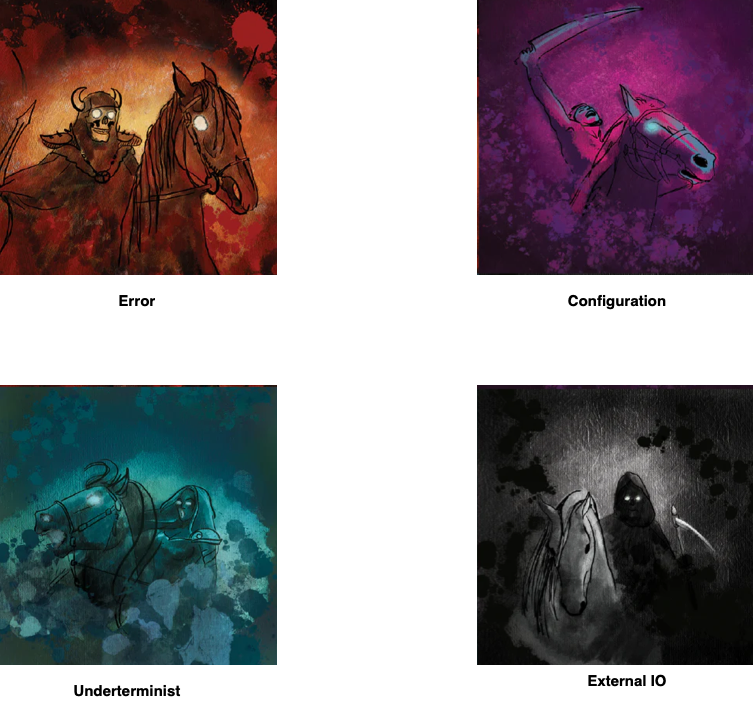 Error
Configuration
Underterminist
External IO